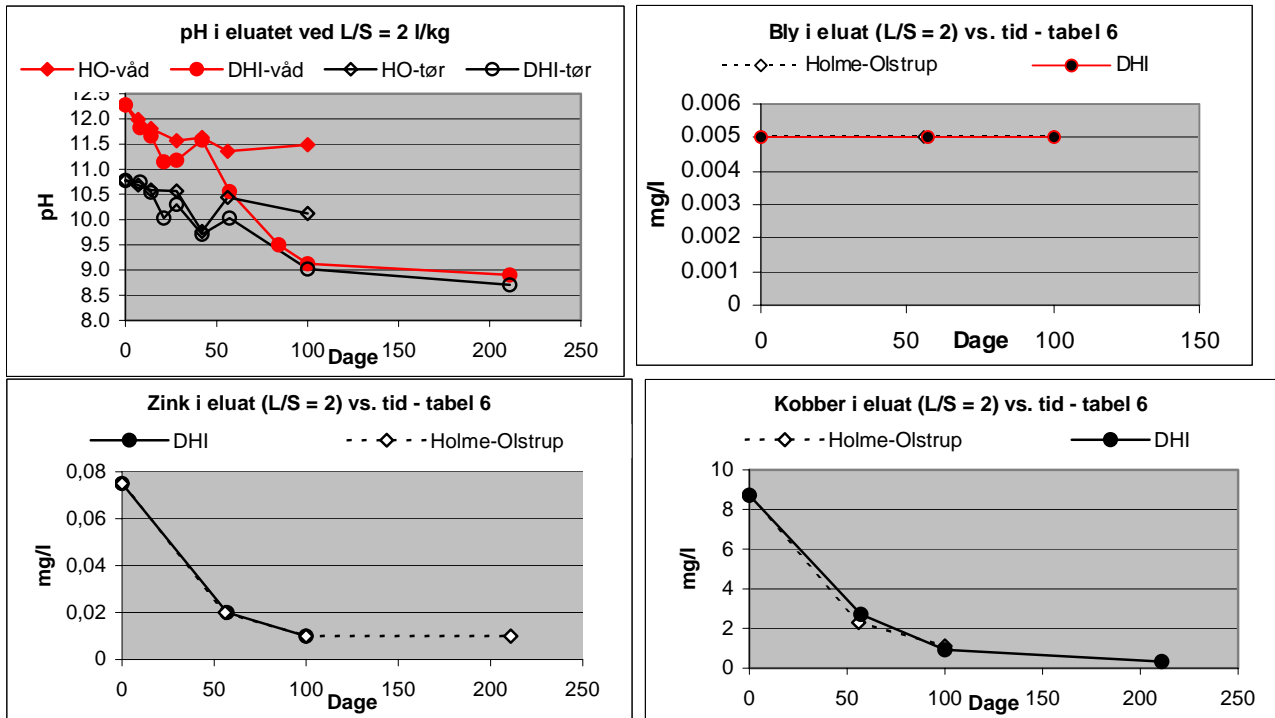 pH i eluatet ved L/S = 2 l/kg
HO-våd DHI-våd HO-tør DHI-tør
12.5
12.0
11.5
11.0
10.5
10.0
9.5
9.0
8.5
8.0
pH
0 50 100 150 200 250
Dage
Bly i eluat (L/S = 2) vs. tid - tabel 6
Holme-Olstrup DHI
0.006
0.005
0.004
0.003
0.002
0.001
0
mg/l
0 50 100 150
Dage
Zink i eluat (L/S = 2) vs. tid - tabel 6
DHI Holme-Olstrup
0,08
0,06
0,04
0,02
0
mg/l
0 50 100 150 200 250
Dage
Kobber i eluat (L/S = 2) vs. tid - tabel 6
Holme-Olstrup DHI
10
8
6
4
2
0
mg/l
0 50 100 150 200 250
Dage